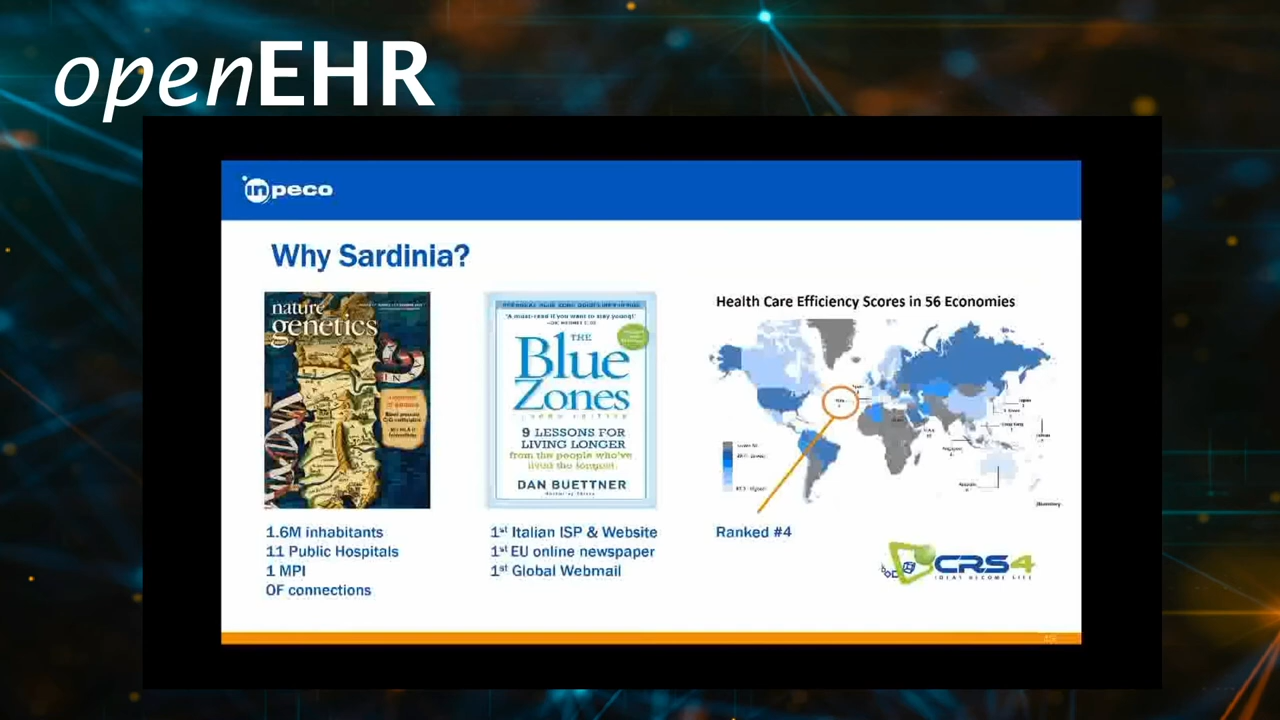 openEHR
inpeco
Why Sardinia?
nature
genetics
"A must-read if you want to stay young!"
THE
Blue
Zones
9 LESSONS FOR
LIVING LONGER
from the people who've
lived the longest
DAN BUETTNER
Health Care Efficiency Scores in 56 Economies
1.6M inhabitants
11 Public Hospitals
1 MPI
OF connections
1st Italian ISP & Website
1st EU online newspaper
1st Global Webmail
Ranked #4
CRS4
IDEAS BECOME LIFE